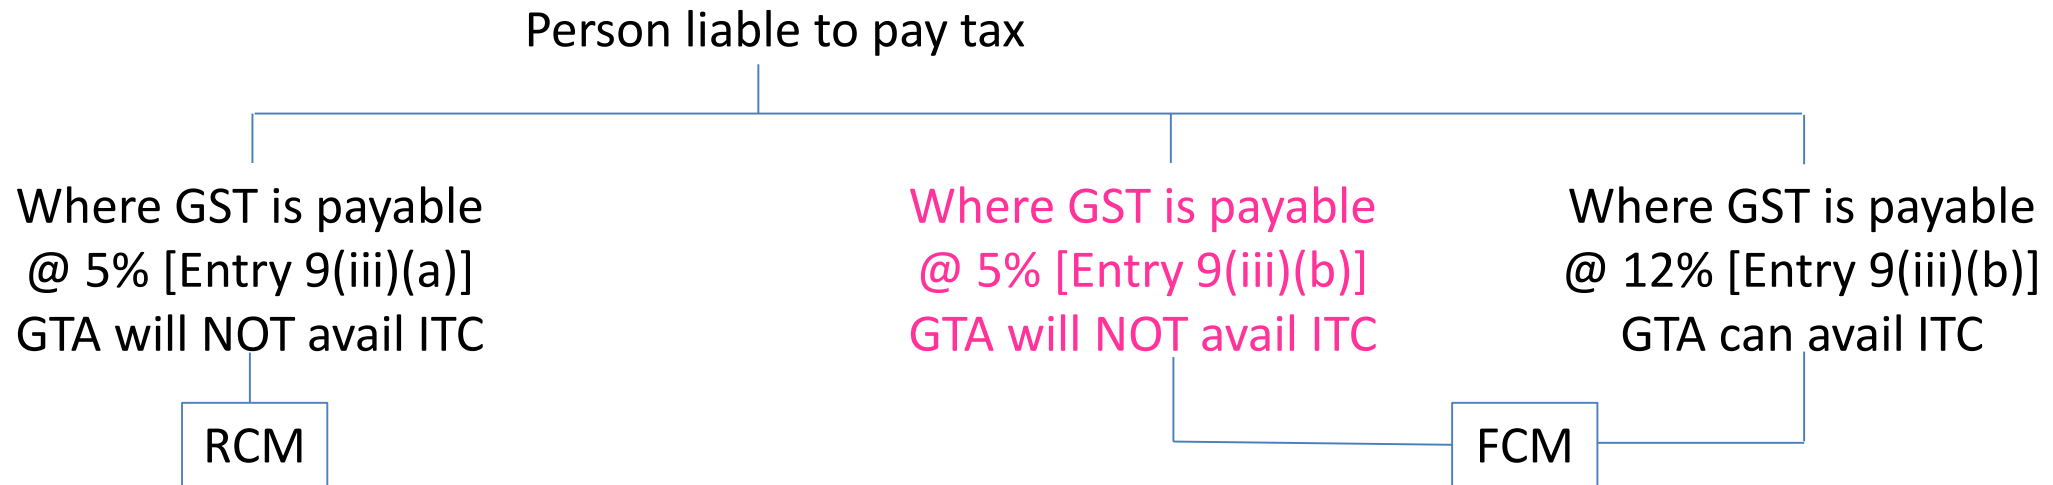 Person liable to pay tax
Where GST is payable
@ 5% [Entry 9(iii)(a)]
GTA will NOT avail ITC
Where GST is payable
@ 5% [Entry 9(iii)(b)]
GTA will NOT avail ITC
Where GST is payable
@ 12% [Entry 9(iii)(b)]
GTA can avail ITC
RCM
FCM